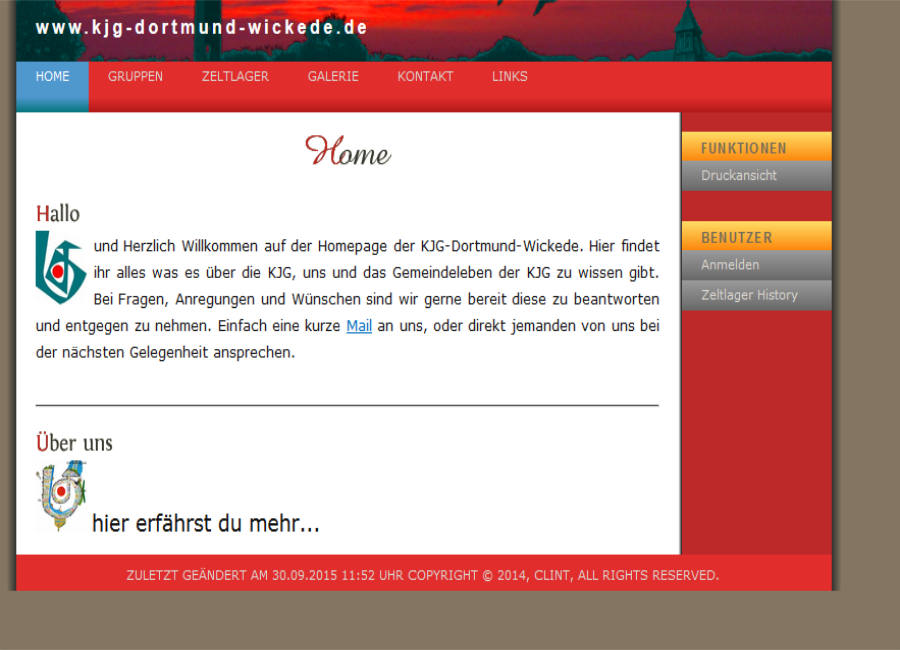 www.kjg-dortmund-wickede.de
HOME GRUPPEN ZELTLAGER GALERIE KONTAKT LINKS
Home
Hallo
und Herzlich Willkommen auf der Homepage der KJG-Dortmund-Wickede. Hier findet
ihr alles was es über die KJG, uns und das Gemeindeleben der KJG zu wissen gibt.
Bei Fragen, Anregungen und Wünschen sind wir gerne bereit diese zu beantworten
und entgegen zu nehmen. Einfach eine kurze Mail an uns, oder direkt jemanden von uns bei
der nächsten Gelegenheit ansprechen.
Über uns
hier erfährst du mehr...
FUNKTIONEN
Druckansicht
BENUTZER
Anmelden
Zeltlager History
ZULETZT GEÄNDERT AM 30.09.2015 11:52 UHR COPYRIGHT © 2014, CLINT, ALL RIGHTS RESERVED.